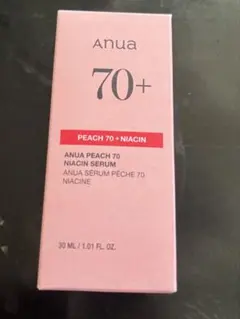 Anua
70+
PEACH 70 • NIACIN
ANUA PEACH 70
NIACIN SERUM
ANUA SÉRUM PÊCHE 70
NIACINE
30 ML / 1.01 FL. OZ.